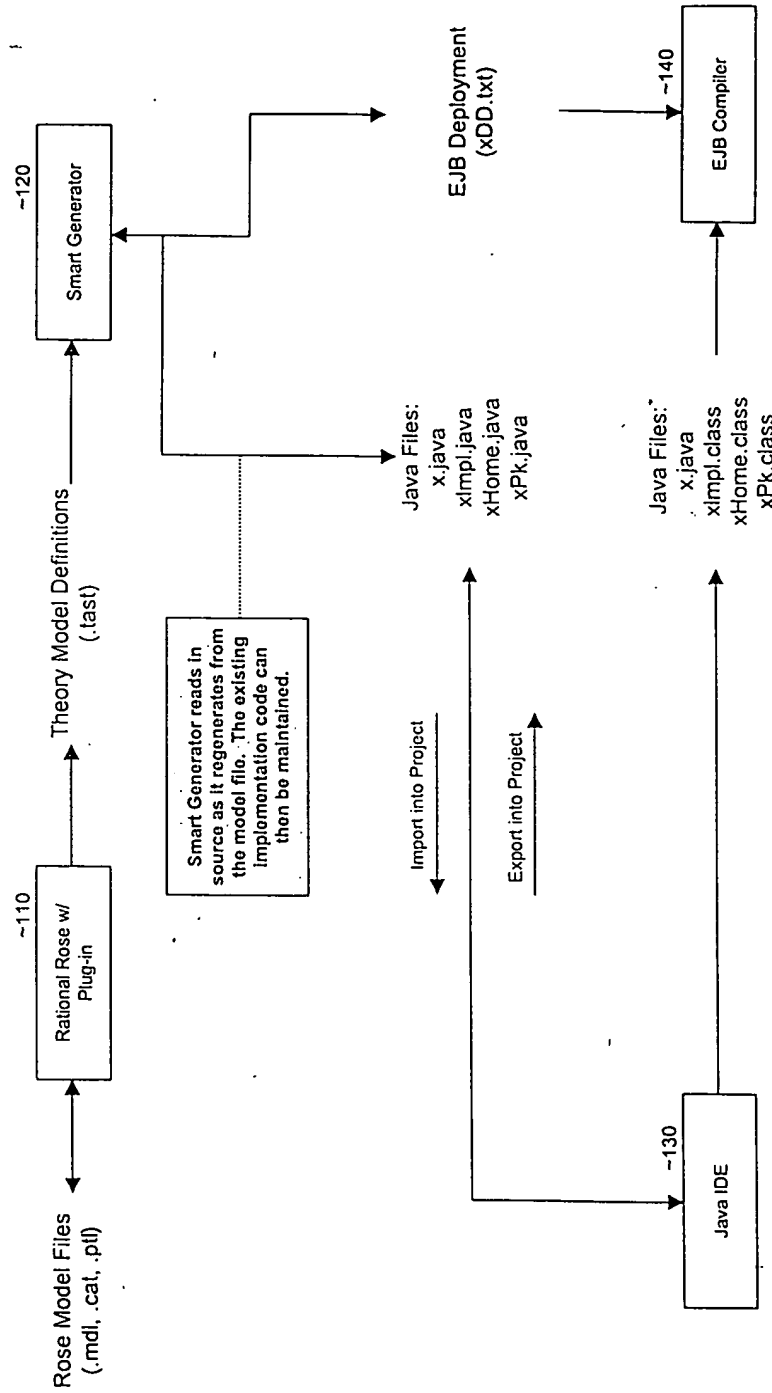 Rose Model Files
(.mdl, .cat, .ptl)
~110
Rational Rose w/
Plug-in
Theory Model Definitions
(.tast)
~120
Smart Generator
Smart Generator reads in
source as it regenerates from
the model file. The existing
implementation code can
then be maintained.
Java Files:
x.java
xImpl.java
xHome.java
xPk.java
EJB Deployment
(xDD.txt)
Import into Project
Export into Project
~130
Java IDE
Java Files:
x.java
xImpl.class
xHome.class
xPk.class
~140
EJB Compiler